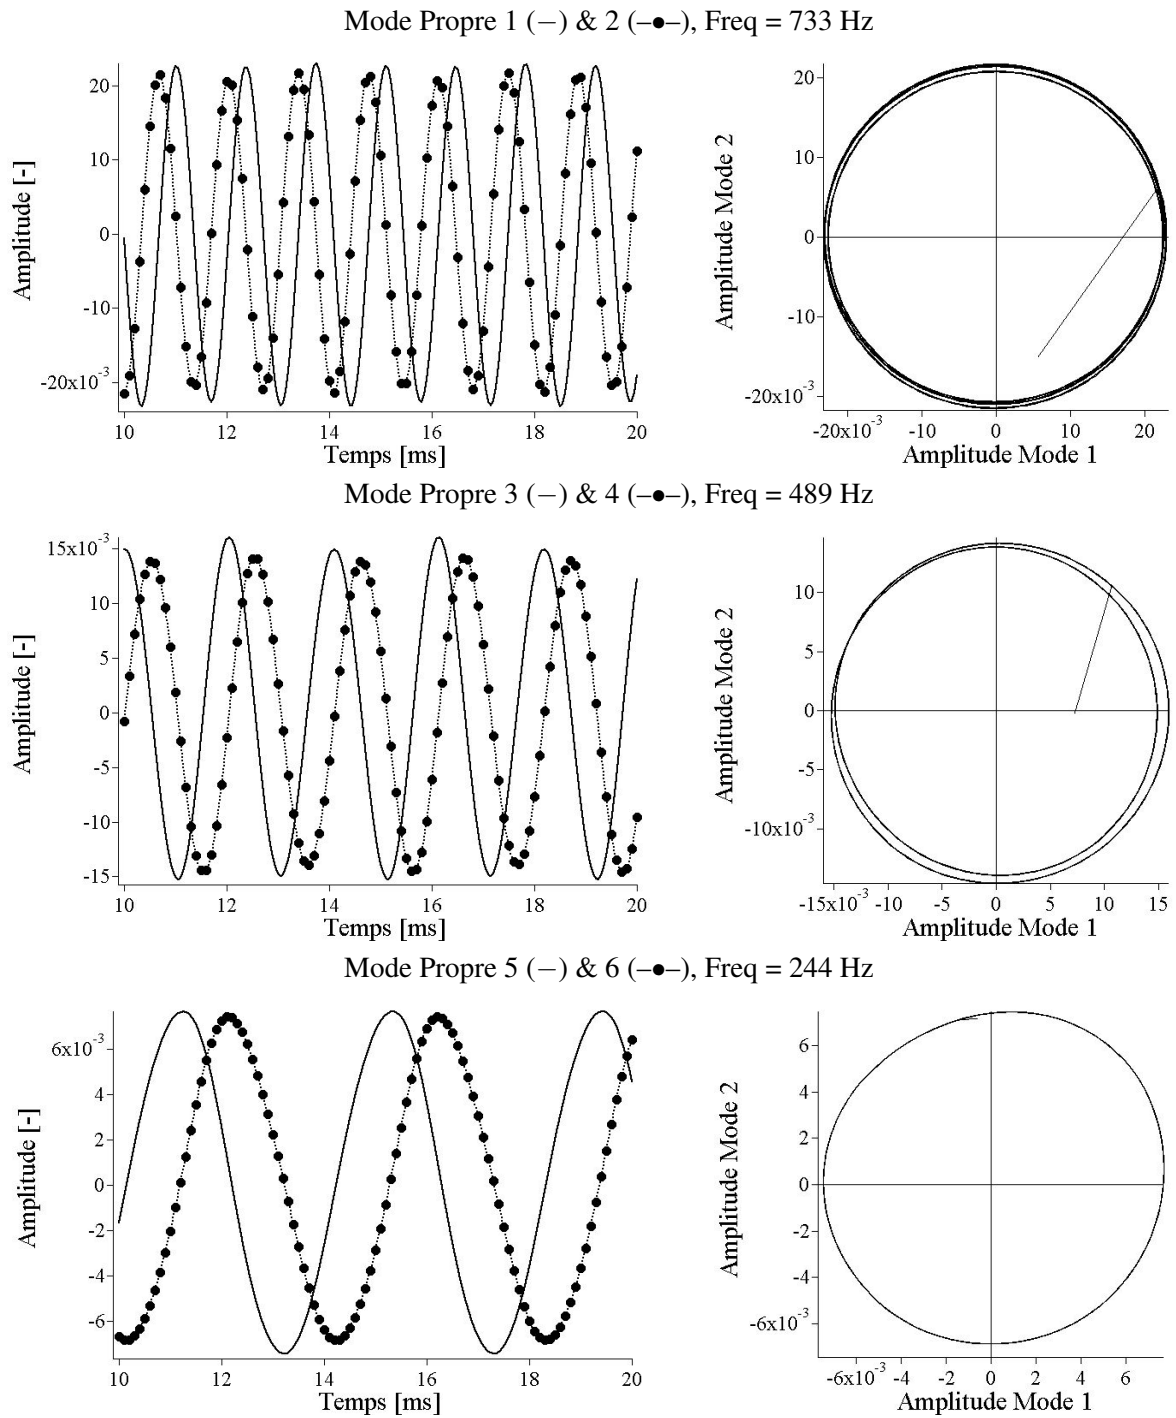 Mode Propre 1 (−) & 2 (–●–), Freq = 733 Hz
Amplitude [-]
20
10
0
-10
-20x10⁻³
10 12 14 16 18 20
Temps [ms]
Amplitude Mode 2
20
10
0
-10
-20x10⁻³
-20x10⁻³ -10 0 10 20
Amplitude Mode 1
Mode Propre 3 (−) & 4 (–●–), Freq = 489 Hz
Amplitude [-]
15x10⁻³
10
5
0
-5
-10
-15
10 12 14 16 18 20
Temps [ms]
Amplitude Mode 2
10
5
0
-5
-10x10⁻³
-15x10⁻³ -10 -5 0 5 10 15
Amplitude Mode 1
Mode Propre 5 (−) & 6 (–●–), Freq = 244 Hz
Amplitude [-]
6x10⁻³
4
2
0
-2
-4
-6
10 12 14 16 18 20
Temps [ms]
Amplitude Mode 2
6
4
2
0
-2
-4
-6x10⁻³
-6x10⁻³ -4 -2 0 2 4 6
Amplitude Mode 1